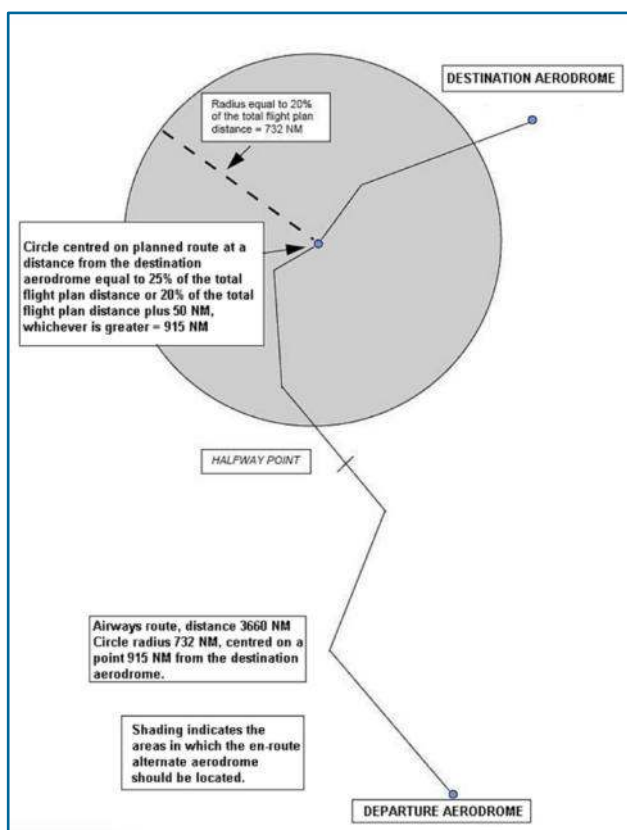 DESTINATION AERODROME
Radius equal to 20%
of the total flight plan
distance = 732 NM
Circle centred on planned route at a
distance from the destination
aerodrome equal to 25% of the total
flight plan distance or 20% of the total
flight plan distance plus 50 NM,
whichever is greater = 915 NM
HALFWAY POINT
Airways route, distance 3660 NM
Circle radius 732 NM, centred on a
point 915 NM from the destination
aerodrome.
Shading indicates the
areas in which the en-route
alternate aerodrome
should be located.
DEPARTURE AERODROME